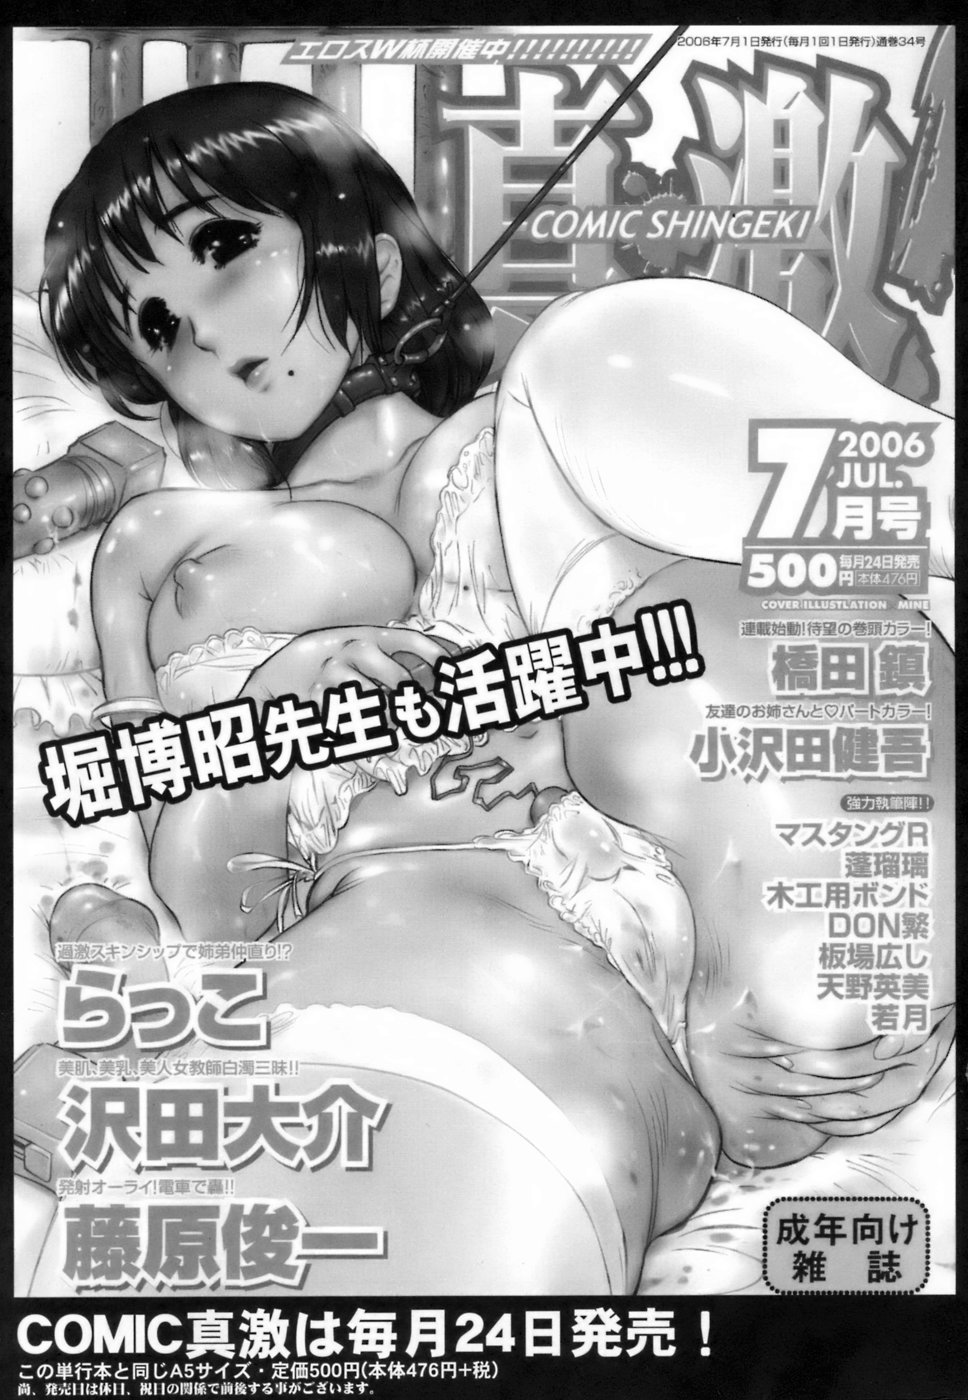 エロスW杯開催中!!!!!!!!!!!
2006年7月1日発行(毎月1回1日発行)通巻34号
真・激
COMIC SHINGEKI
2006
JUL.
7月号
500円
毎月24日発売
本体476円
COVER ILLUSTLATION MINE
連載始動!待望の巻頭カラー!
橋田 鎮
友達のお姉さんと♡パートカラー!
小沢田健吾
強力執筆陣!!
マスタングR
蓬瑠璃
木工用ボンド
DON繁
板場広し
天野英美
若月
堀博昭先生も活躍中!!!
過激スキンシップで姉弟仲直り!?
らっこ
美肌、美乳、美人女教師白濁三昧!!
沢田大介
発射オーライ!電車で轟!!
藤原俊一
成年向け
雑誌
COMIC真激は毎月24日発売!
この単行本と同じA5サイズ・定価500円(本体476円+税)
尚、発売日は休日、祝日の関係で前後する事がございます。